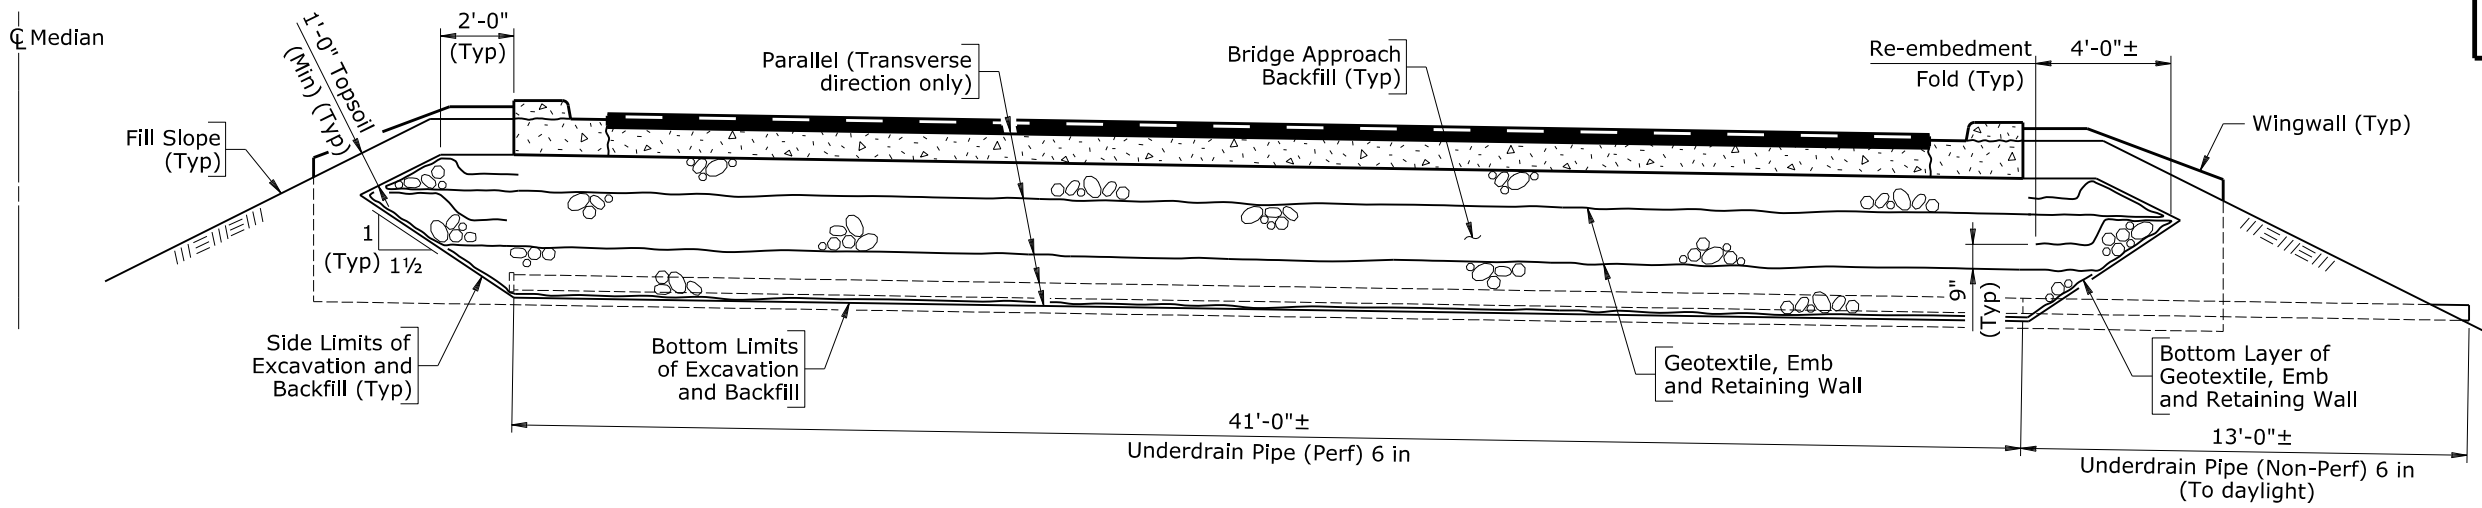 ℄ Median
1'-0" Topsoil
(Min) (Typ)
2'-0"
(Typ)
Fill Slope
(Typ)
Parallel (Transverse
direction only)
Bridge Approach
Backfill (Typ)
Re-embedment
Fold (Typ)
4'-0"±
Wingwall (Typ)
1
(Typ)
1½
9"
(Typ)
Side Limits of
Excavation and
Backfill (Typ)
Bottom Limits
of Excavation
and Backfill
Geotextile, Emb
and Retaining Wall
Bottom Layer of
Geotextile, Emb
and Retaining Wall
41'-0"±
Underdrain Pipe (Perf) 6 in
13'-0"±
Underdrain Pipe (Non-Perf) 6 in
(To daylight)